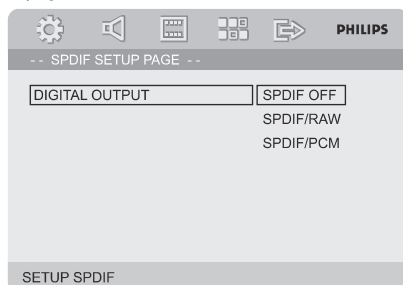 PHILIPS
-- SPDIF SETUP PAGE --
DIGITAL OUTPUT SPDIF OFF
SPDIF/RAW
SPDIF/PCM
SETUP SPDIF